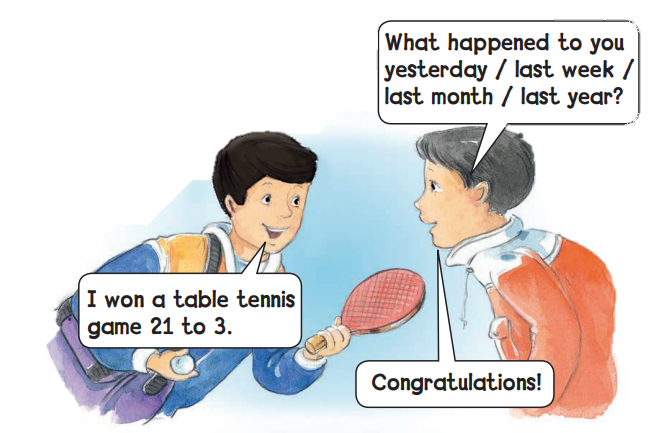 What happened to you
yesterday / last week /
last month / last year?
I won a table tennis
game 21 to 3.
Congratulations!